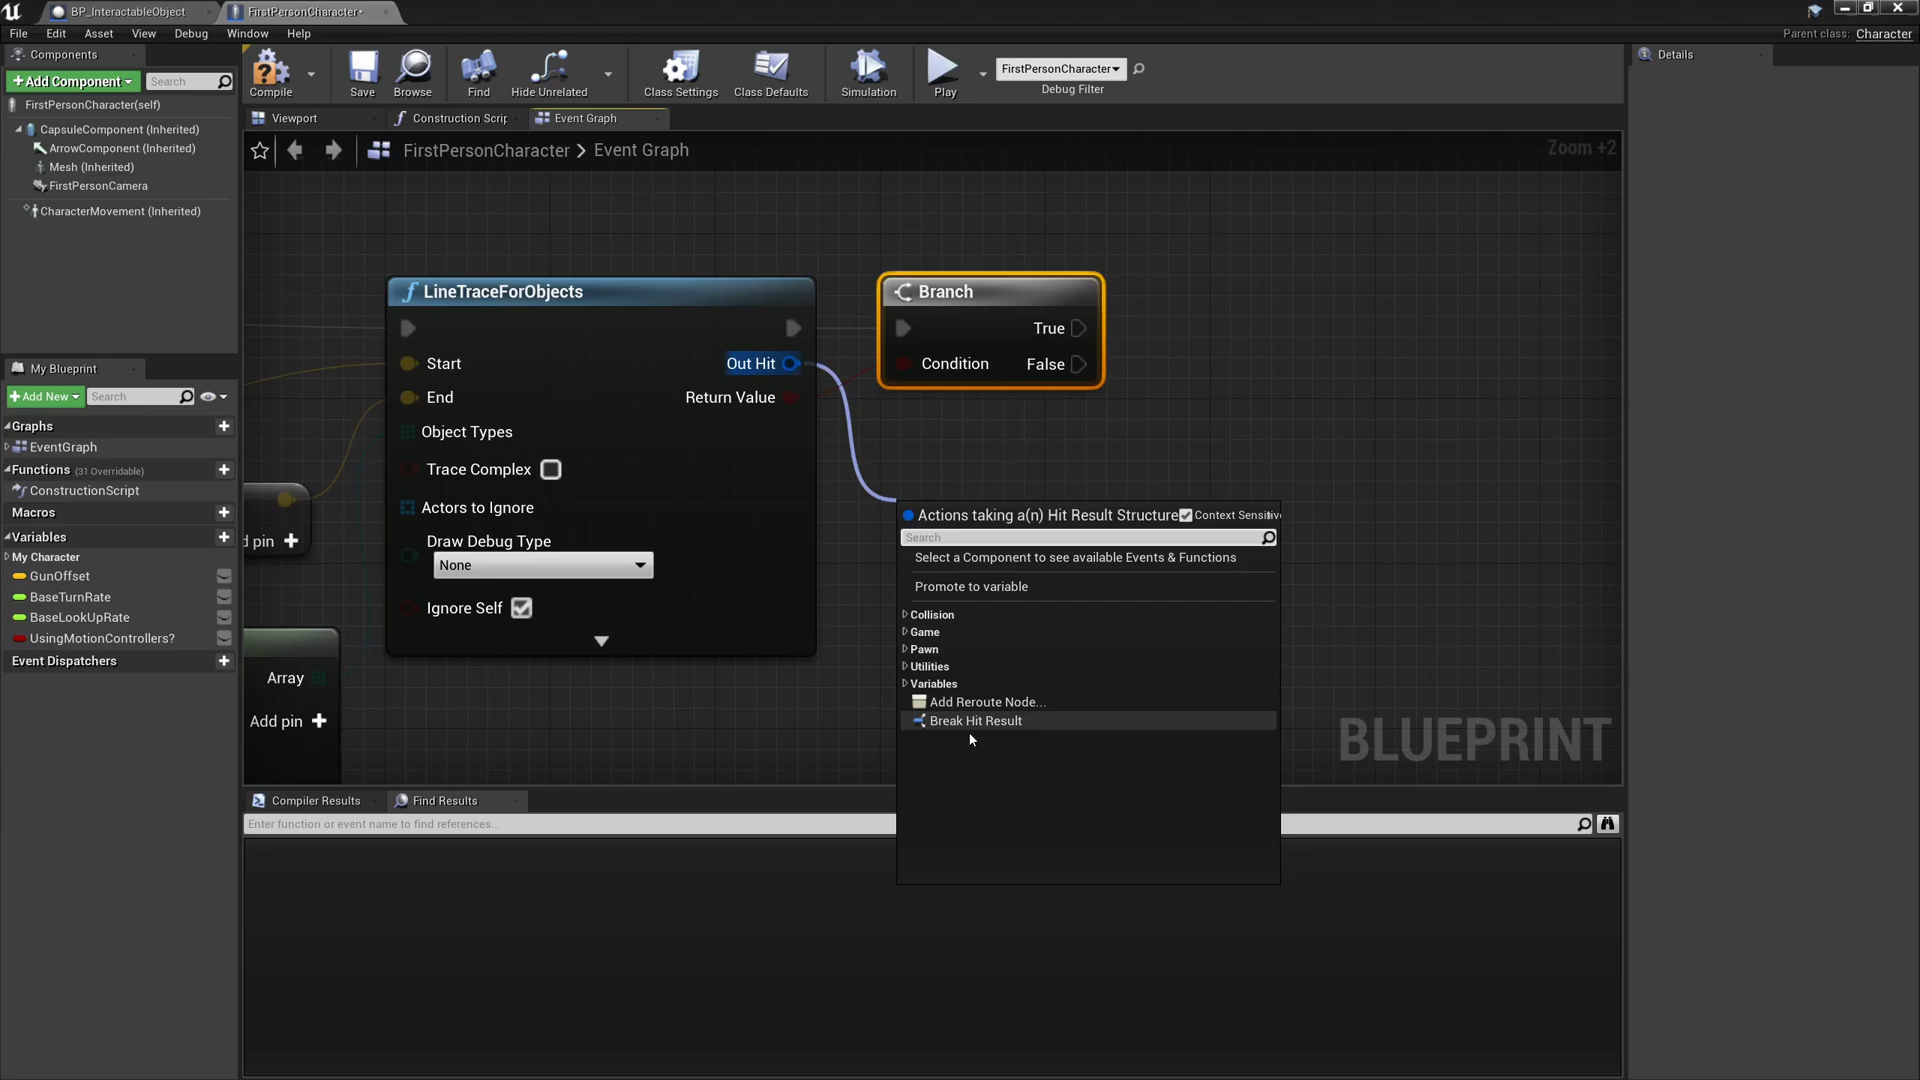 BP_InteractableObject
FirstPersonCharacter•
File Edit Asset View Debug Window Help
Parent class: Character
Components
Add Component
Search
FirstPersonCharacter(self)
CapsuleComponent (Inherited)
ArrowComponent (Inherited)
Mesh (Inherited)
FirstPersonCamera
CharacterMovement (Inherited)
My Blueprint
Add New
Search
Graphs
EventGraph
Functions (31 Overridable)
ConstructionScript
Macros
Variables
My Character
GunOffset
BaseTurnRate
BaseLookUpRate
UsingMotionControllers?
Event Dispatchers
Compile
Save
Browse
Find
Hide Unrelated
Class Settings
Class Defaults
Simulation
Play
FirstPersonCharacter
Debug Filter
Viewport
Construction Scrip
Event Graph
FirstPersonCharacter > Event Graph
Zoom +2
d pin
Array
Add pin
LineTraceForObjects
Start
Out Hit
End
Return Value
Object Types
Trace Complex
Actors to Ignore
Draw Debug Type
None
Ignore Self
Branch
True
Condition
False
Actions taking a(n) Hit Result Structure
Context Sensitive
Search
Select a Component to see available Events & Functions
Promote to variable
Collision
Game
Pawn
Utilities
Variables
Add Reroute Node...
Break Hit Result
BLUEPRINT
Compiler Results
Find Results
Enter function or event name to find references...
Details